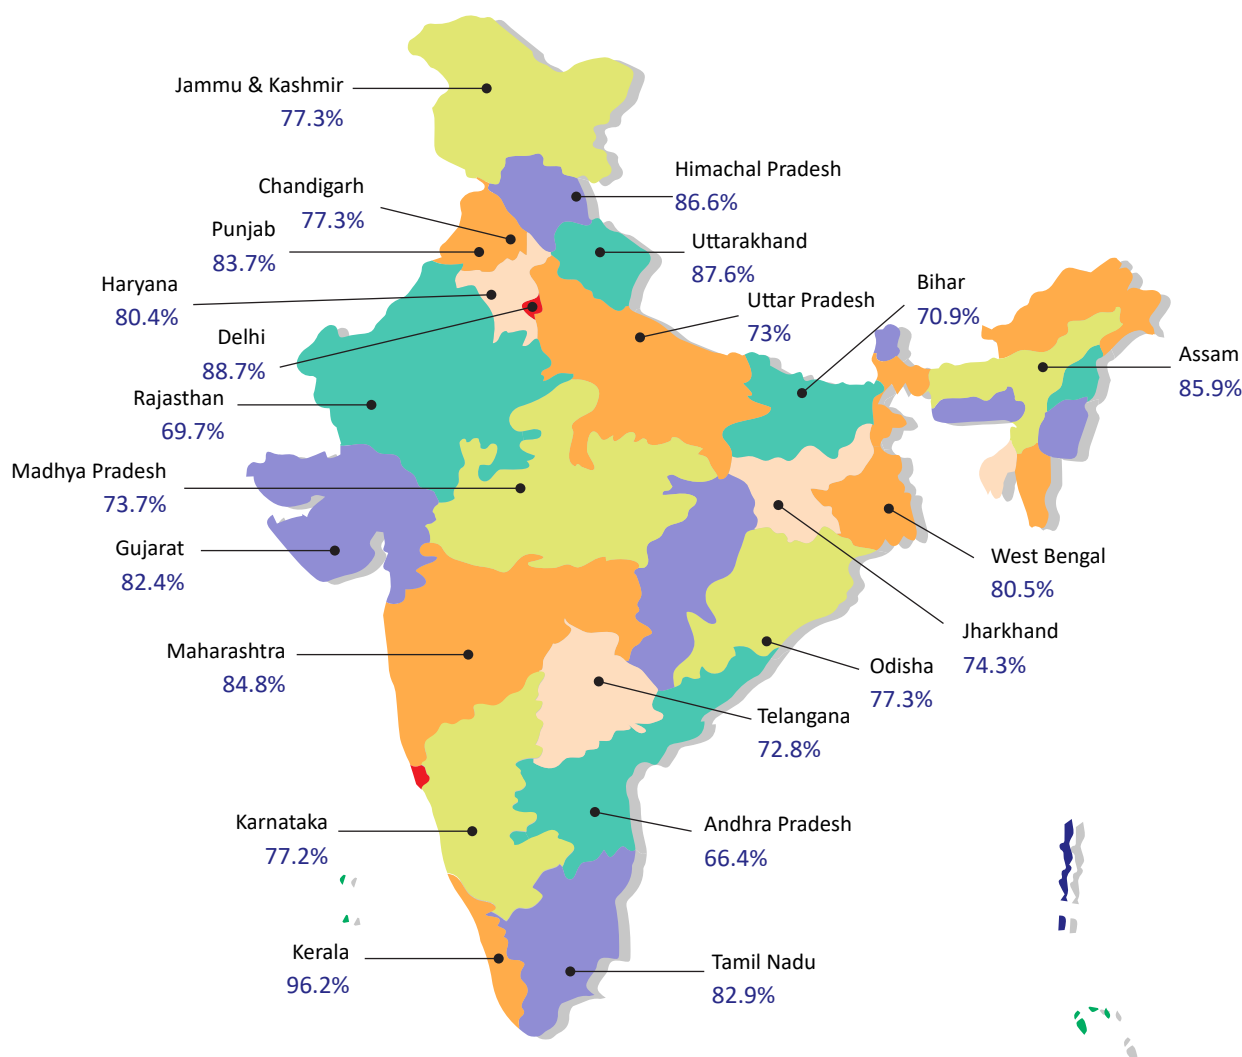 Jammu & Kashmir
77.3%
Himachal Pradesh
86.6%
Chandigarh
77.3%
Punjab
83.7%
Uttarakhand
87.6%
Haryana
80.4%
Uttar Pradesh
73%
Bihar
70.9%
Delhi
88.7%
Assam
85.9%
Rajasthan
69.7%
Madhya Pradesh
73.7%
Gujarat
82.4%
West Bengal
80.5%
Jharkhand
74.3%
Maharashtra
84.8%
Odisha
77.3%
Telangana
72.8%
Karnataka
77.2%
Andhra Pradesh
66.4%
Kerala
96.2%
Tamil Nadu
82.9%